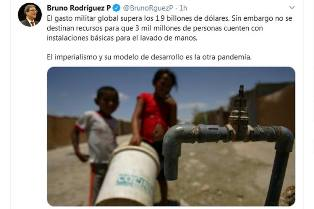 Bruno Rodríguez P @BrunoRguezP · 1h
El gasto militar global supera los 1.9 billones de dólares. Sin embargo no se
destinan recursos para que 3 mil millones de personas cuenten con
instalaciones básicas para el lavado de manos.
El imperialismo y su modelo de desarrollo es la otra pandemia.